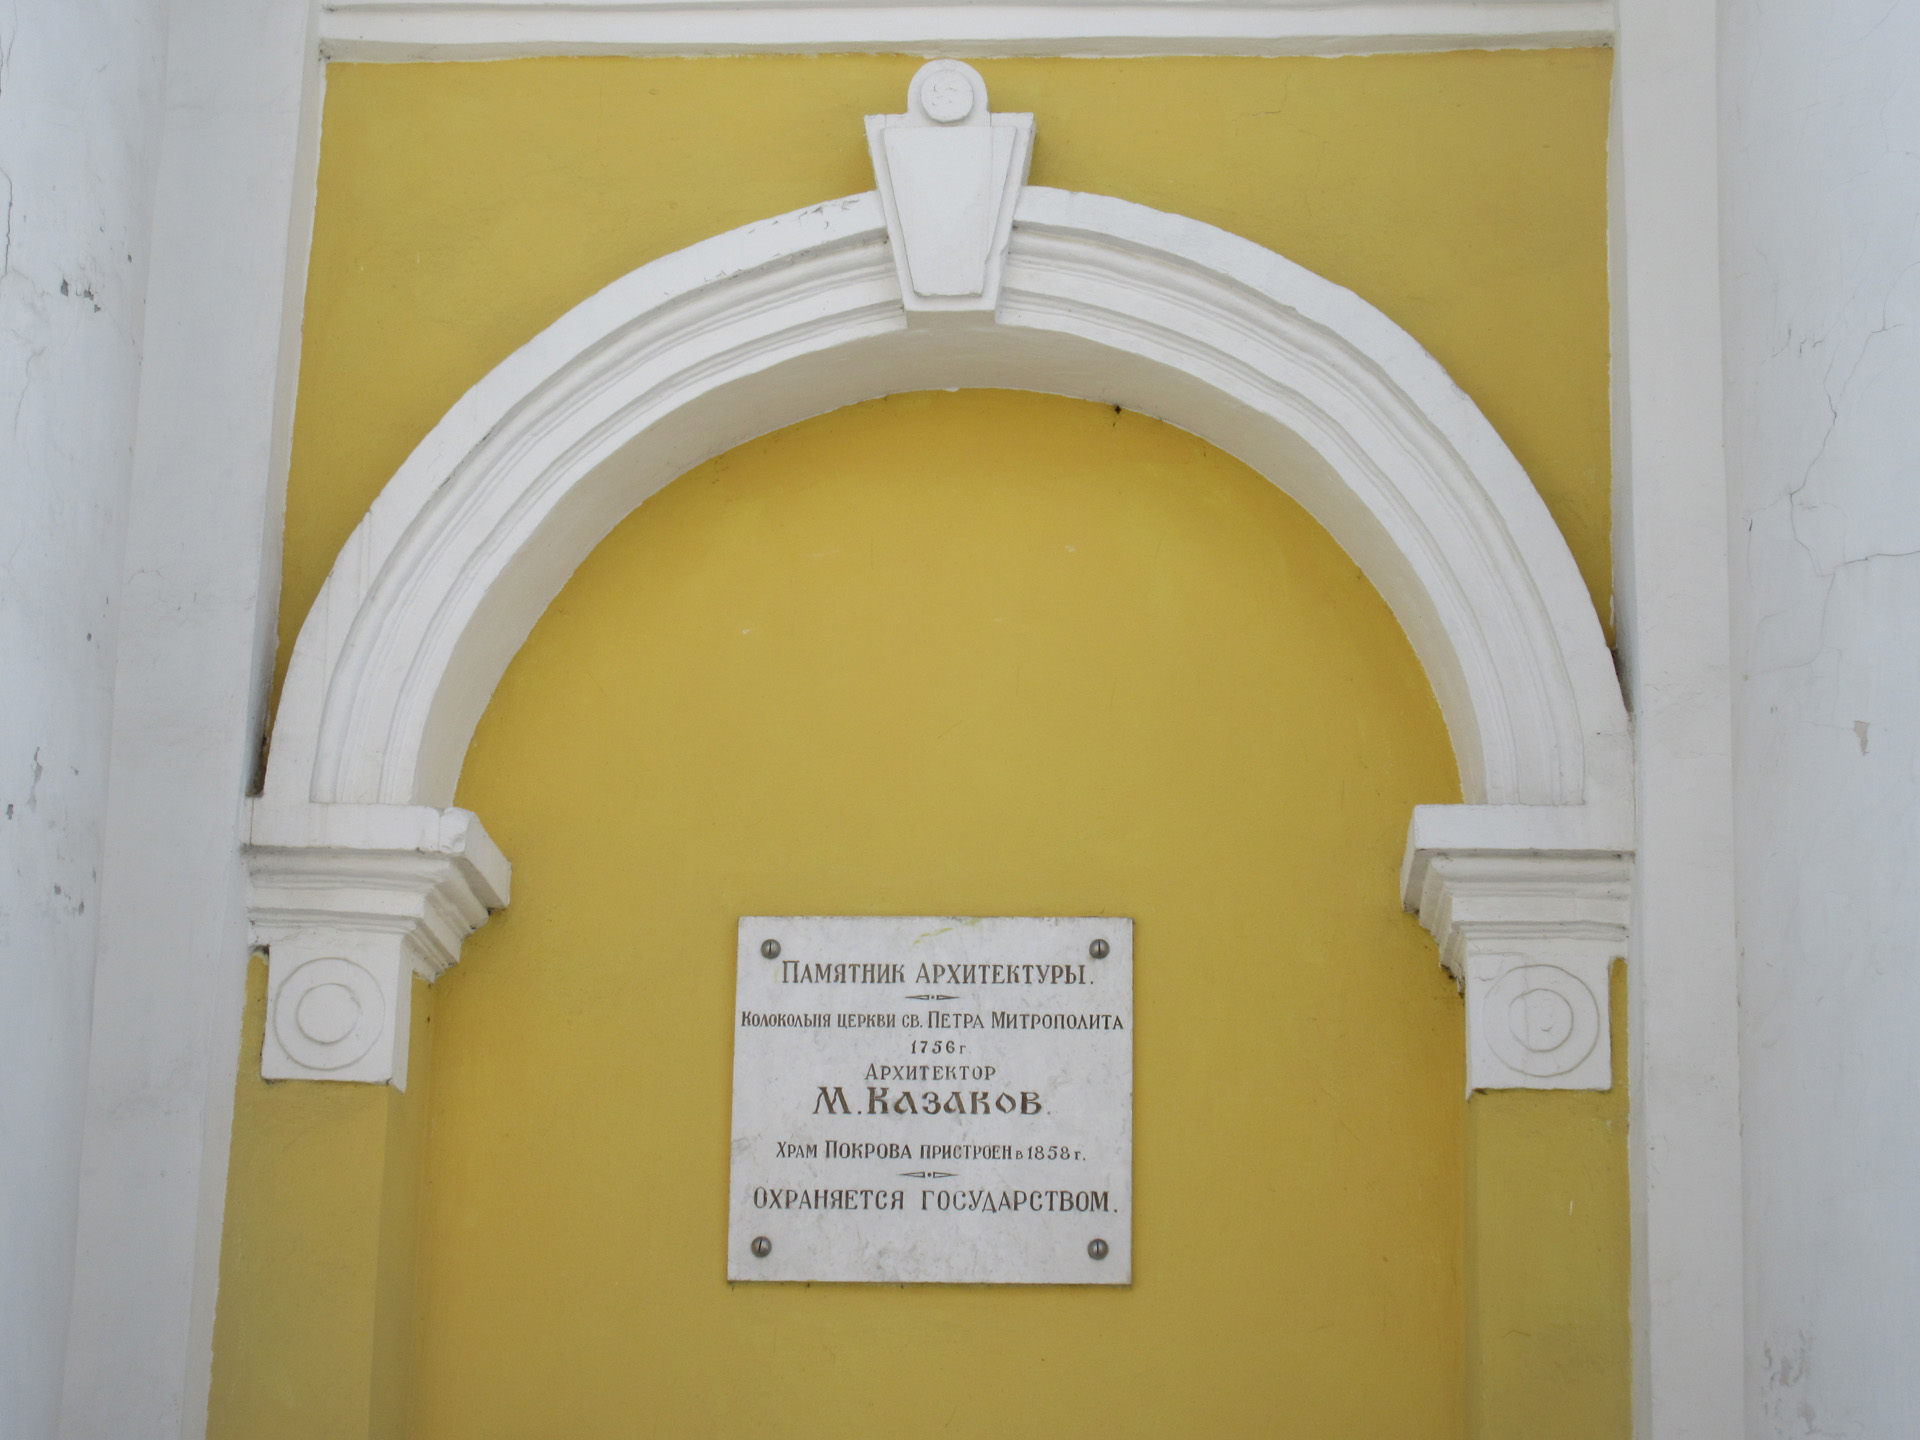 ПАМЯТНИК АРХИТЕКТУРЫ.
КОЛОКОЛЬНЯ ЦЕРКВИ СВ. ПЕТРА МИТРОПОЛИТА
1756 г.
АРХИТЕКТОР
М. КАЗАКОВ.
ХРАМ ПОКРОВА ПРИСТРОЕН в 1858 г.
ОХРАНЯЕТСЯ ГОСУДАРСТВОМ.